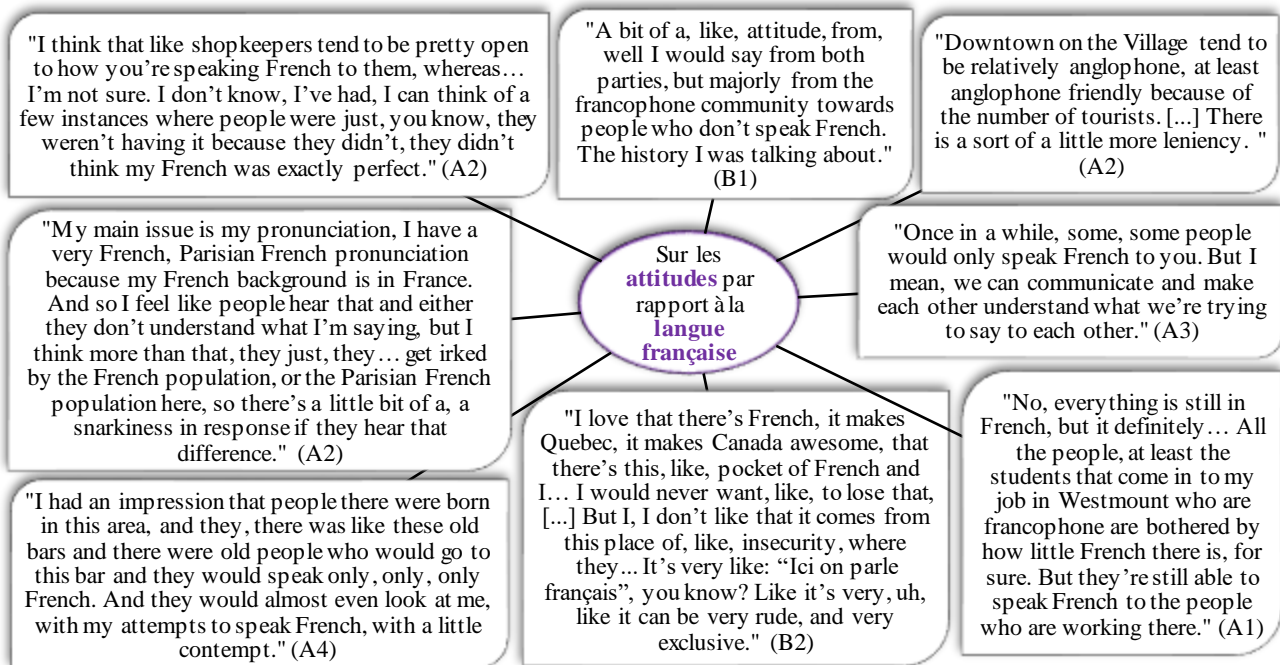 "I think that like shopkeepers tend to be pretty open
to how you're speaking French to them, whereas…
I'm not sure. I don't know, I've had, I can think of a
few instances where people were just, you know, they
weren't having it because they didn't, they didn't
think my French was exactly perfect." (A2)
"A bit of a, like, attitude, from,
well I would say from both
parties, but majorly from the
francophone community towards
people who don't speak French.
The history I was talking about."
(B1)
"Downtown on the Village tend to
be relatively anglophone, at least
anglophone friendly because of
the number of tourists. [...] There
is a sort of a little more leniency. "
(A2)
"My main issue is my pronunciation, I have a
very French, Parisian French pronunciation
because my French background is in France.
And so I feel like people hear that and either
they don't understand what I'm saying, but I
think more than that, they just, they… get irked
by the French population, or the Parisian French
population here, so there's a little bit of a, a
snarkiness in response if they hear that
difference." (A2)
Sur les
attitudes par
rapport à la
langue
française
"Once in a while, some, some people
would only speak French to you. But I
mean, we can communicate and make
each other understand what we're trying
to say to each other." (A3)
"I had an impression that people there were born
in this area, and they, there was like these old
bars and there were old people who would go to
this bar and they would speak only, only, only
French. And they would almost even look at me,
with my attempts to speak French, with a little
contempt." (A4)
"I love that there's French, it makes
Quebec, it makes Canada awesome, that
there's this, like, pocket of French and
I… I would never want, like, to lose that,
[...] But I, I don't like that it comes from
this place of, like, insecurity, where
they... It's very like: “Ici on parle
français”, you know? Like it's very, uh,
like it can be very rude, and very
exclusive." (B2)
"No, everything is still in
French, but it definitely… All
the people, at least the
students that come in to my
job in Westmount who are
francophone are bothered by
how little French there is, for
sure. But they're still able to
speak French to the people
who are working there." (A1)